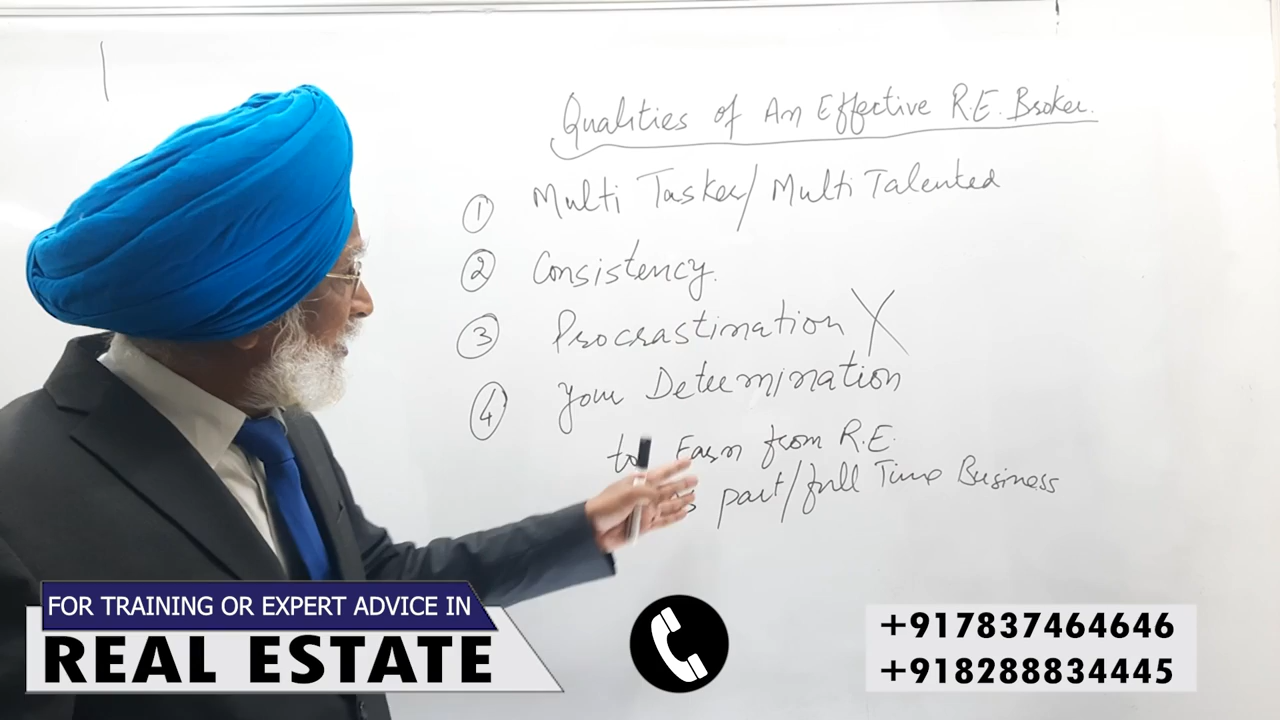 Qualities of An Effective R.E. Broker.
① Multi Tasker/Multi Talented
② Consistency.
③ Procrastination X
④ Your Determination
to Earn from R.E.
part/full Time Business
FOR TRAINING OR EXPERT ADVICE IN
REAL ESTATE
+917837464646
+918288834445